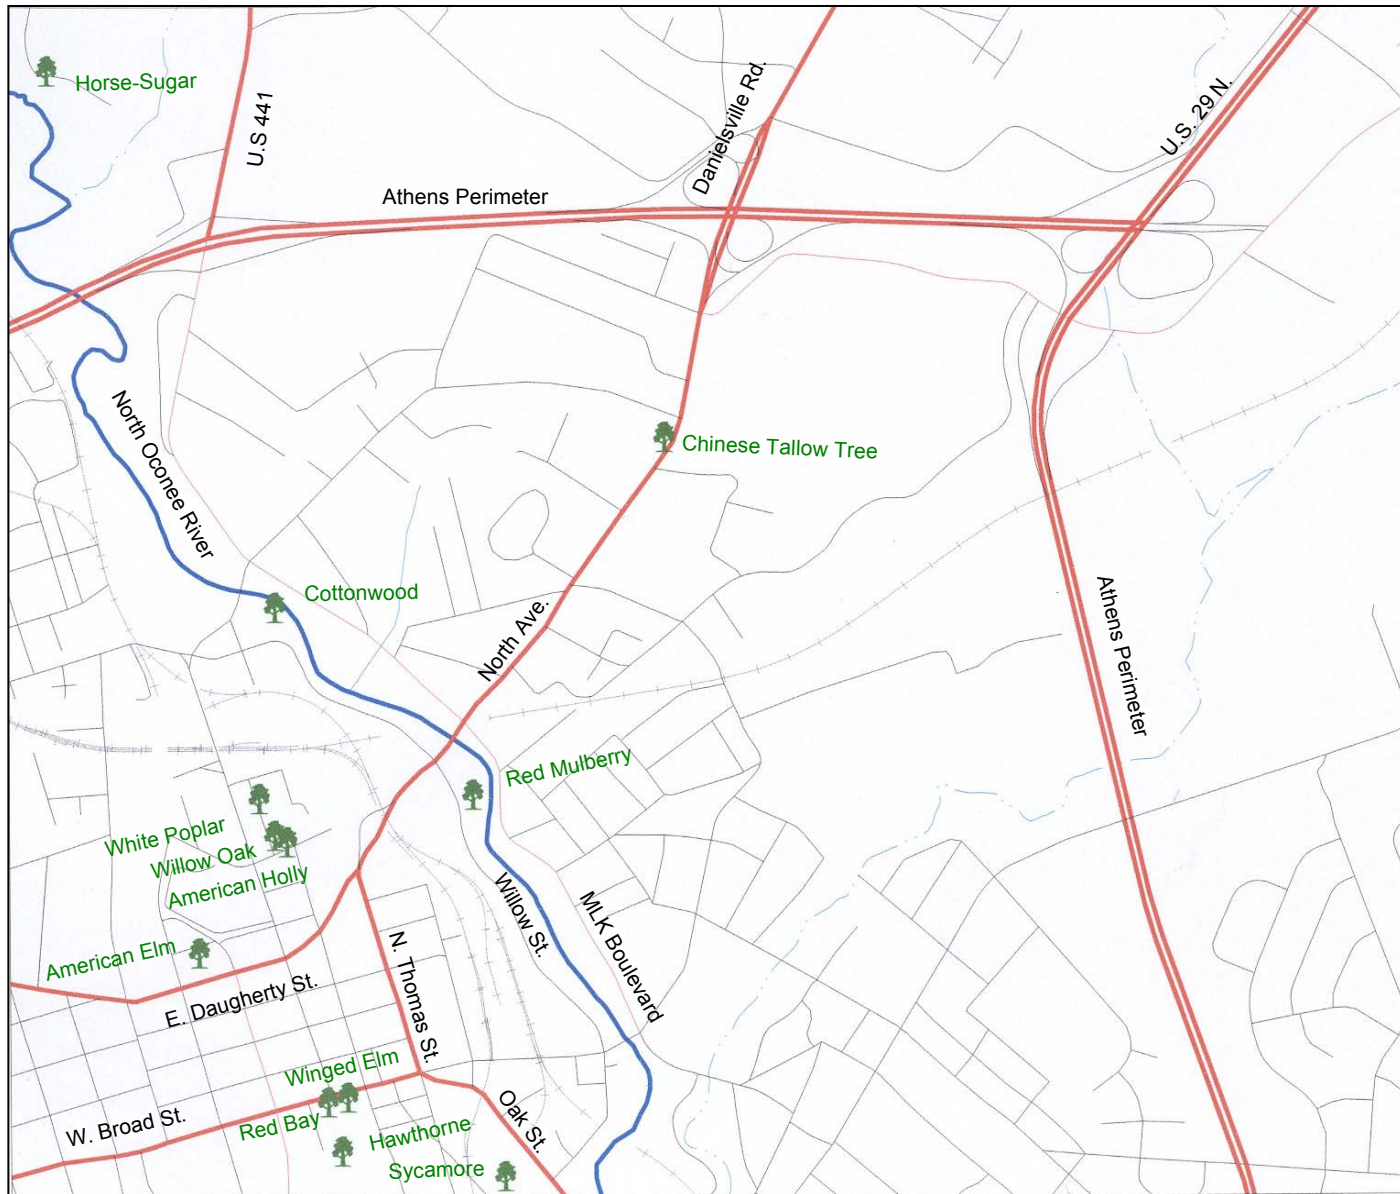 Horse-Sugar
U.S 441
Danielsville Rd.
U.S. 29 N.
Athens Perimeter
North Oconee River
Chinese Tallow Tree
Cottonwood
North Ave.
Athens Perimeter
Red Mulberry
White Poplar
Willow Oak
American Holly
Willow St.
MLK Boulevard
American Elm
N. Thomas St.
E. Daugherty St.
Winged Elm
W. Broad St.
Red Bay
Hawthorne
Oak St.
Sycamore